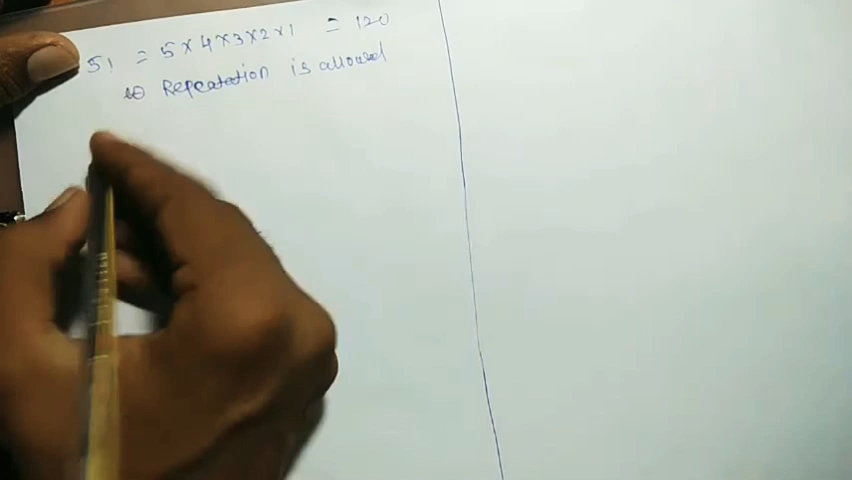 5! = 5×4×3×2×1 = 120
Repeatation is allowed